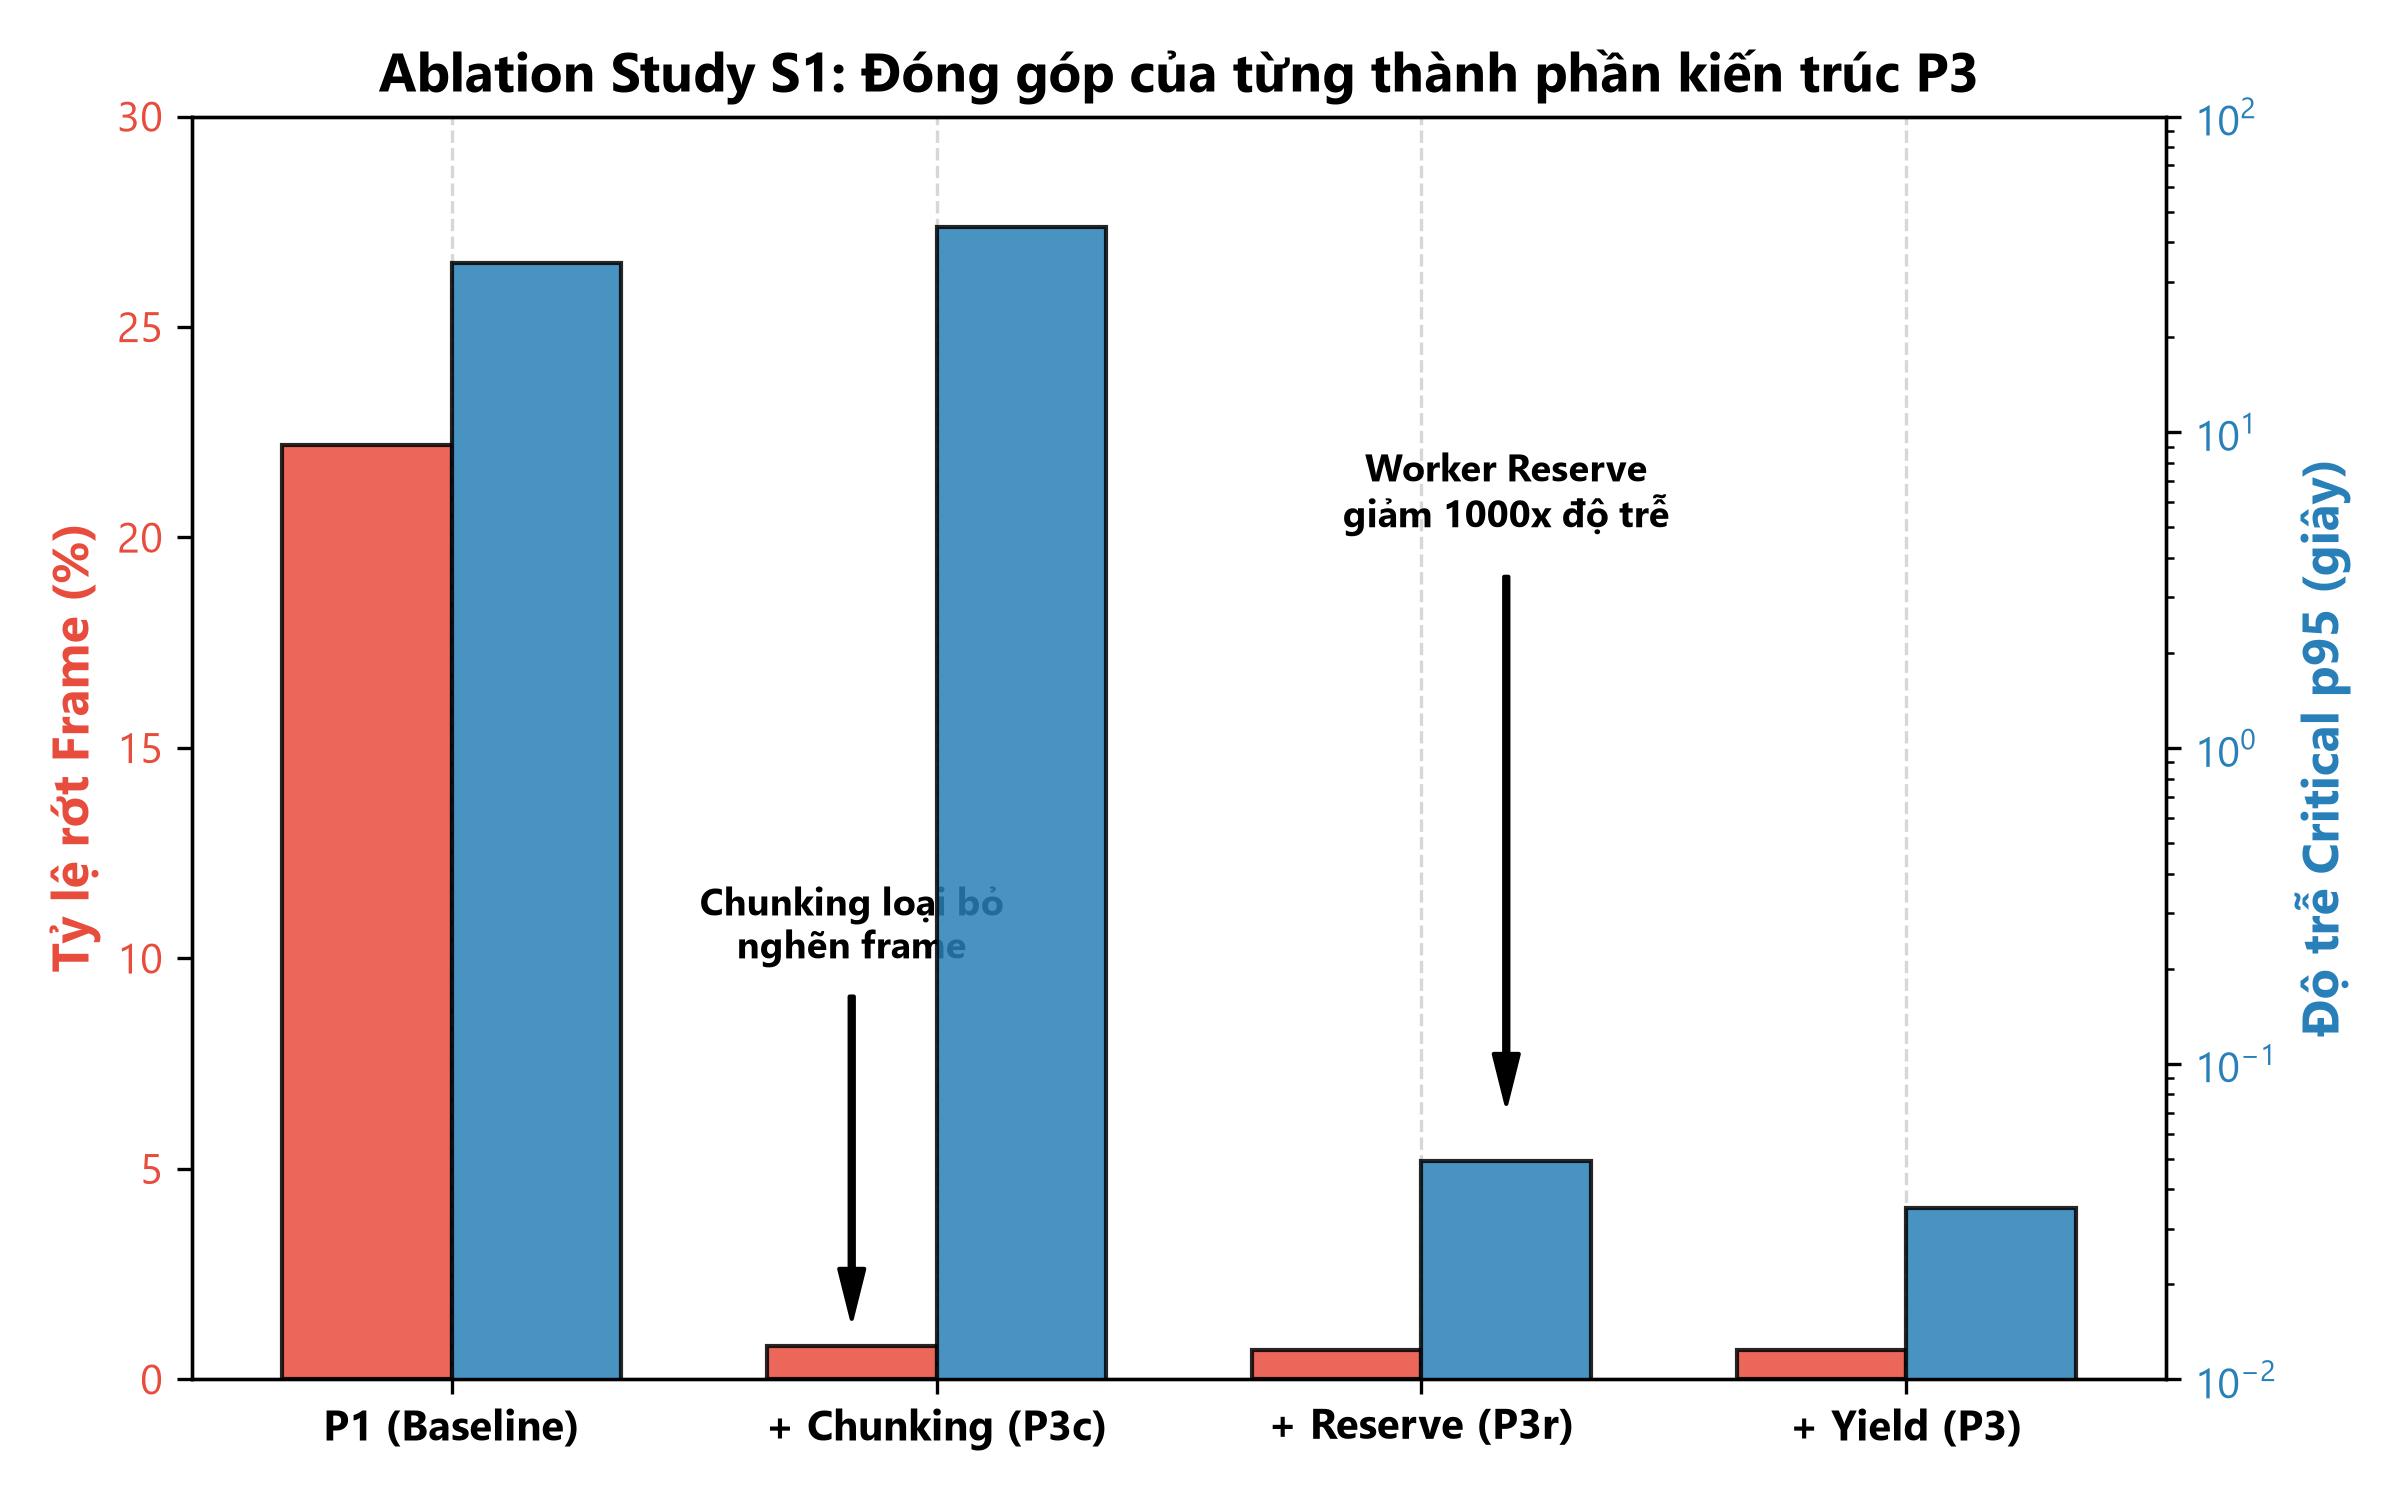 Ablation Study S1: Đóng góp của từng thành phần kiến trúc P3
Tỷ lệ rớt Frame (%)
30
25
20
15
10
5
0
Chunking loại bỏ
nghẽn frame
Worker Reserve
giảm 1000x độ trễ
10²
10¹
10⁰
10⁻¹
10⁻²
Độ trễ Critical p95 (giây)
P1 (Baseline)
+ Chunking (P3c)
+ Reserve (P3r)
+ Yield (P3)